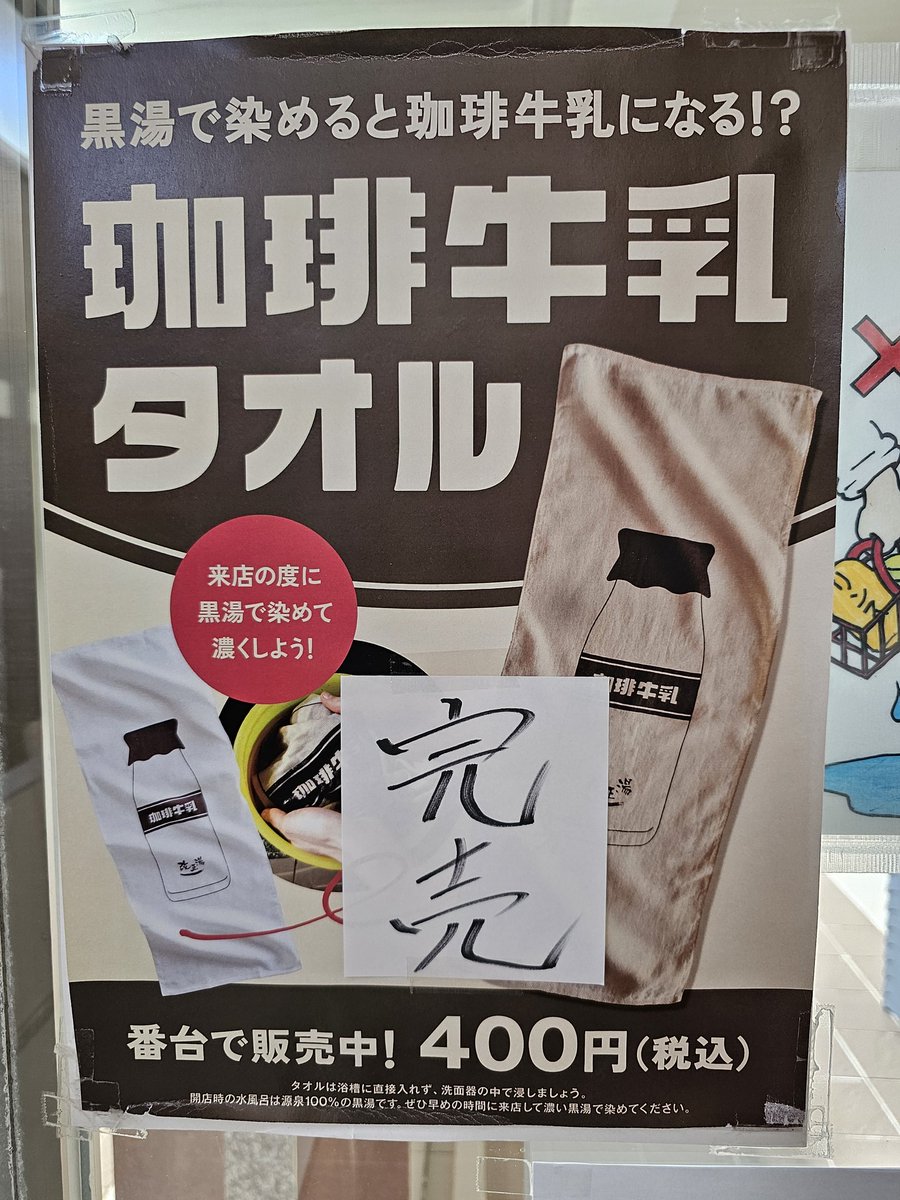 黒湯で染めると珈琲牛乳になる!?
珈琲牛乳
タオル
来店の度に
黒湯で染めて
濃くしよう!
珈琲牛乳
珈琲牛
珈琲牛乳
完売
番台で販売中! 400円(税込)
タオルは浴槽に直接入れず、洗面器の中で浸しましょう。
開店時の水風呂は源泉100%の黒湯です。ぜひ早めの時間に来店して濃い黒湯で染めてください。